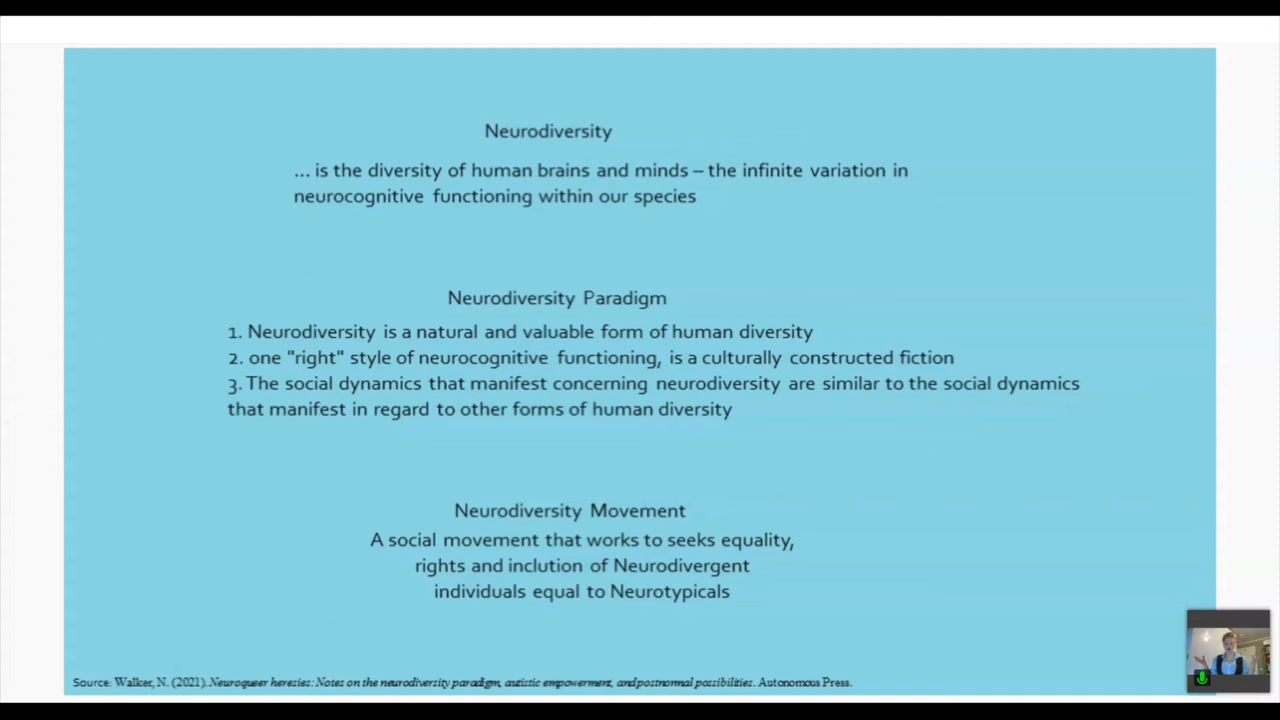 Neurodiversity
... is the diversity of human brains and minds – the infinite variation in
neurocognitive functioning within our species
Neurodiversity Paradigm
1. Neurodiversity is a natural and valuable form of human diversity
2. one "right" style of neurocognitive functioning, is a culturally constructed fiction
3. The social dynamics that manifest concerning neurodiversity are similar to the social dynamics
that manifest in regard to other forms of human diversity
Neurodiversity Movement
A social movement that works to seeks equality,
rights and inclution of Neurodivergent
individuals equal to Neurotypicals
Source: Walker, N. (2021). Neuroqueer heresies: Notes on the neurodiversity paradigm, autistic empowerment, and postnormal possibilities. Autonomous Press.